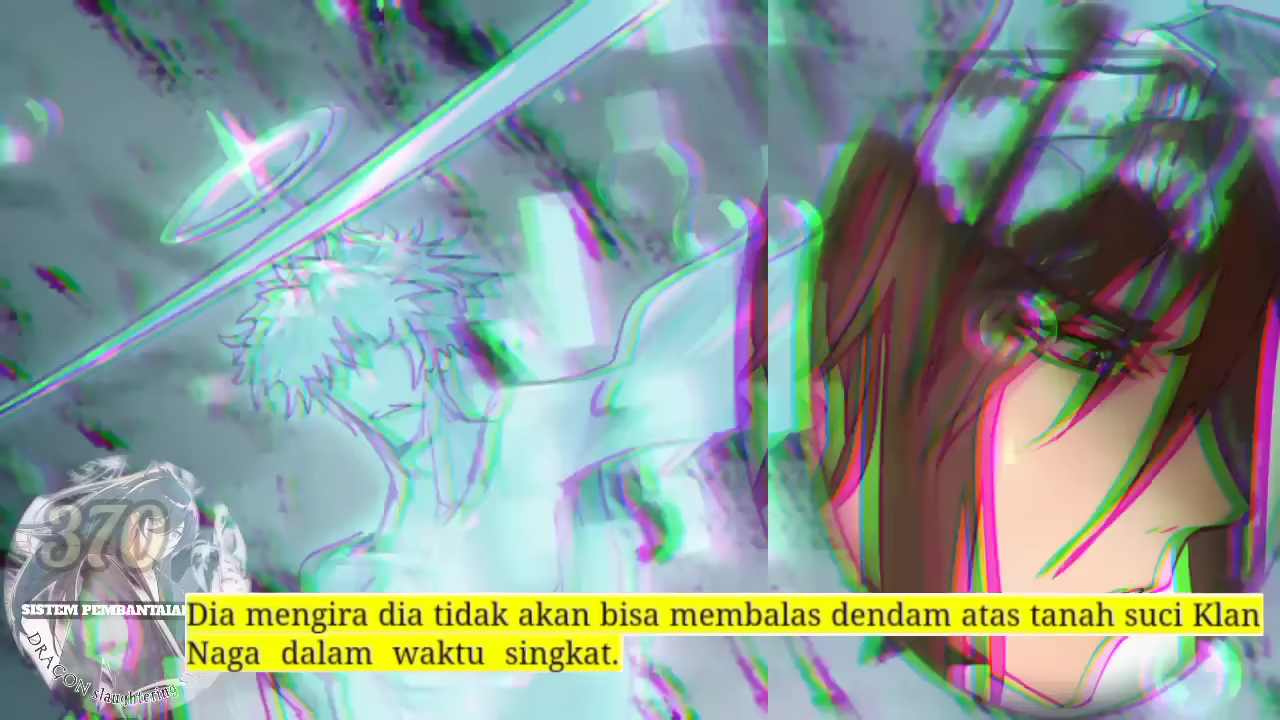 370
SISTEM PEMBANTAIAN
DRAGON slaughtering
Dia mengira dia tidak akan bisa membalas dendam atas tanah suci Klan
Naga dalam waktu singkat.